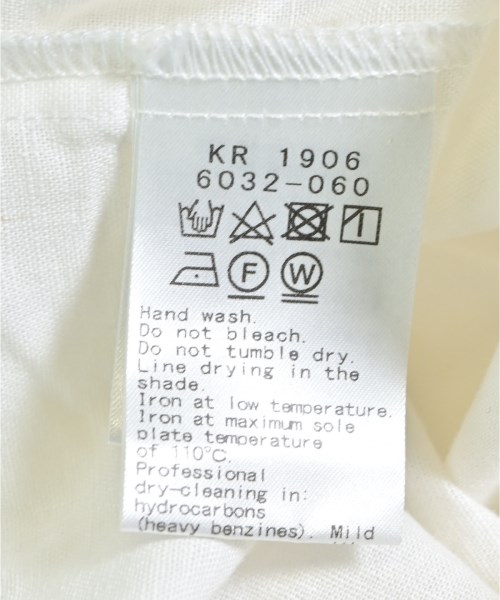 KR 1906
6032-060
F
W
Hand wash.
Do not bleach.
Do not tumble dry.
Line drying in the
shade.
Iron at low temperature.
Iron at maximum sole
plate temperature
of 110°C.
Professional
dry-cleaning in:
hydrocarbons
(heavy benzines). Mild